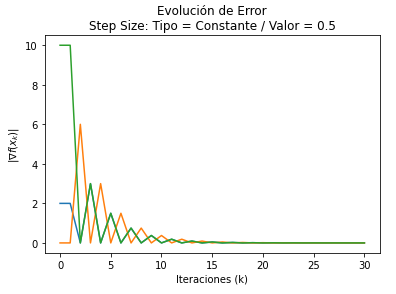 Evolución de Error
Step Size: Tipo = Constante / Valor = 0.5
|∇f(x_k)|
10
8
6
4
2
0
0 5 10 15 20 25 30
Iteraciones (k)